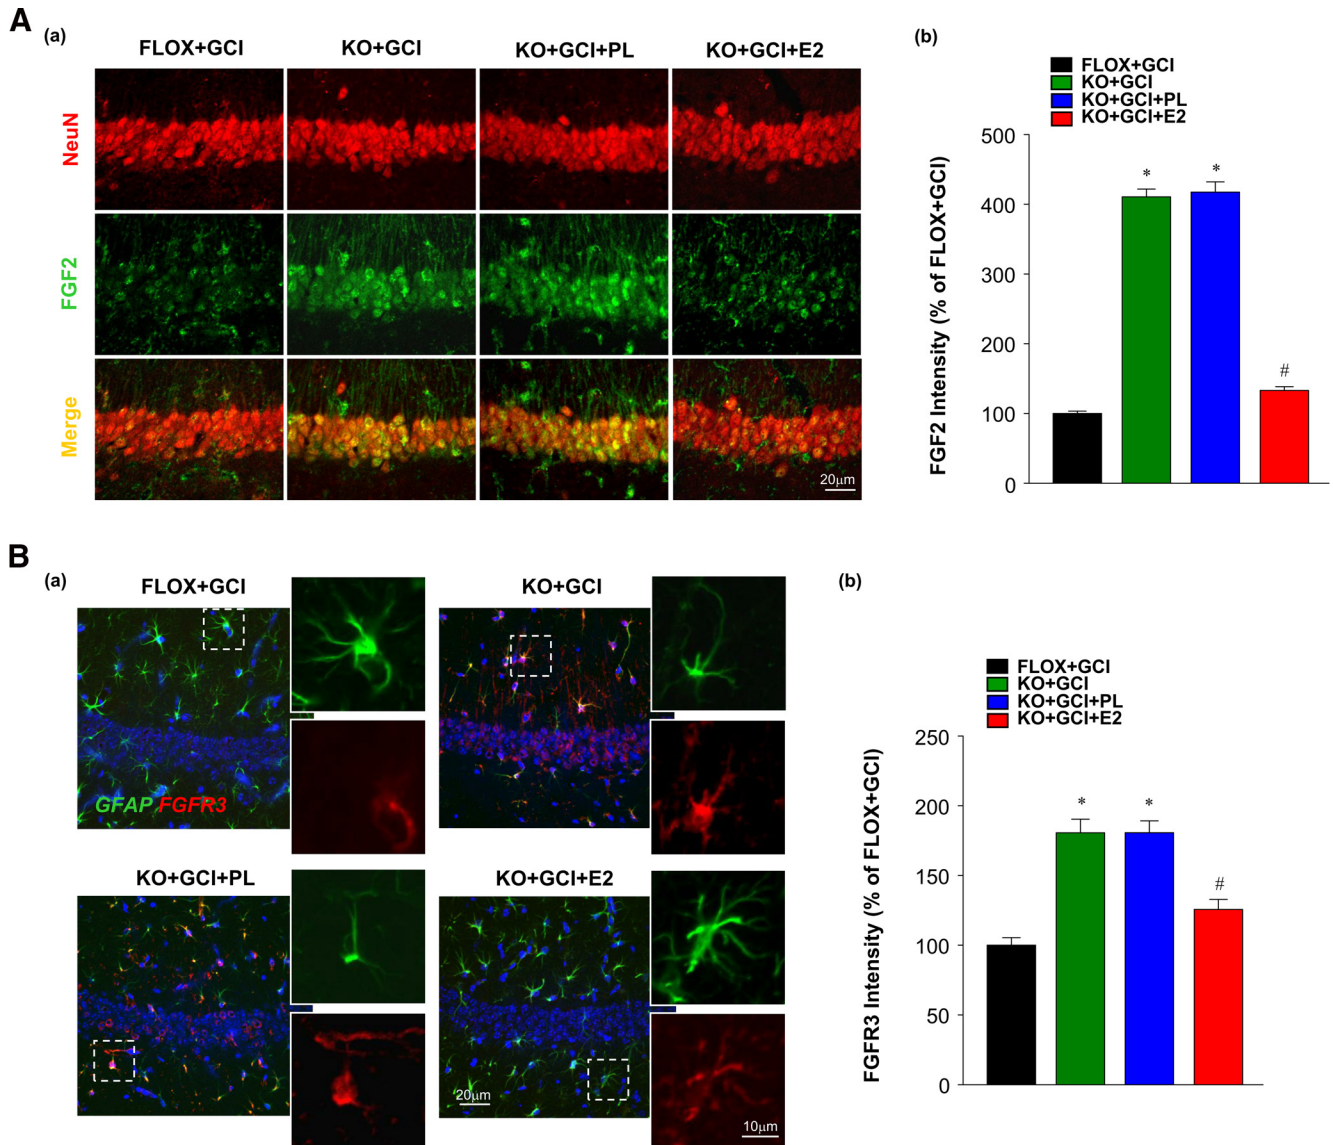 A
(a)
FLOX+GCI KO+GCI KO+GCI+PL KO+GCI+E2
NeuN
FGF2
Merge
20μm
(b)
FLOX+GCI
KO+GCI
KO+GCI+PL
KO+GCI+E2
FGF2 Intensity (% of FLOX+GCI)
500
400
300
200
100
0
* * #
B
(a)
FLOX+GCI
GFAP FGFR3
KO+GCI
KO+GCI+PL
KO+GCI+E2
20μm
10μm
(b)
FLOX+GCI
KO+GCI
KO+GCI+PL
KO+GCI+E2
FGFR3 Intensity (% of FLOX+GCI)
250
200
150
100
50
0
* * #